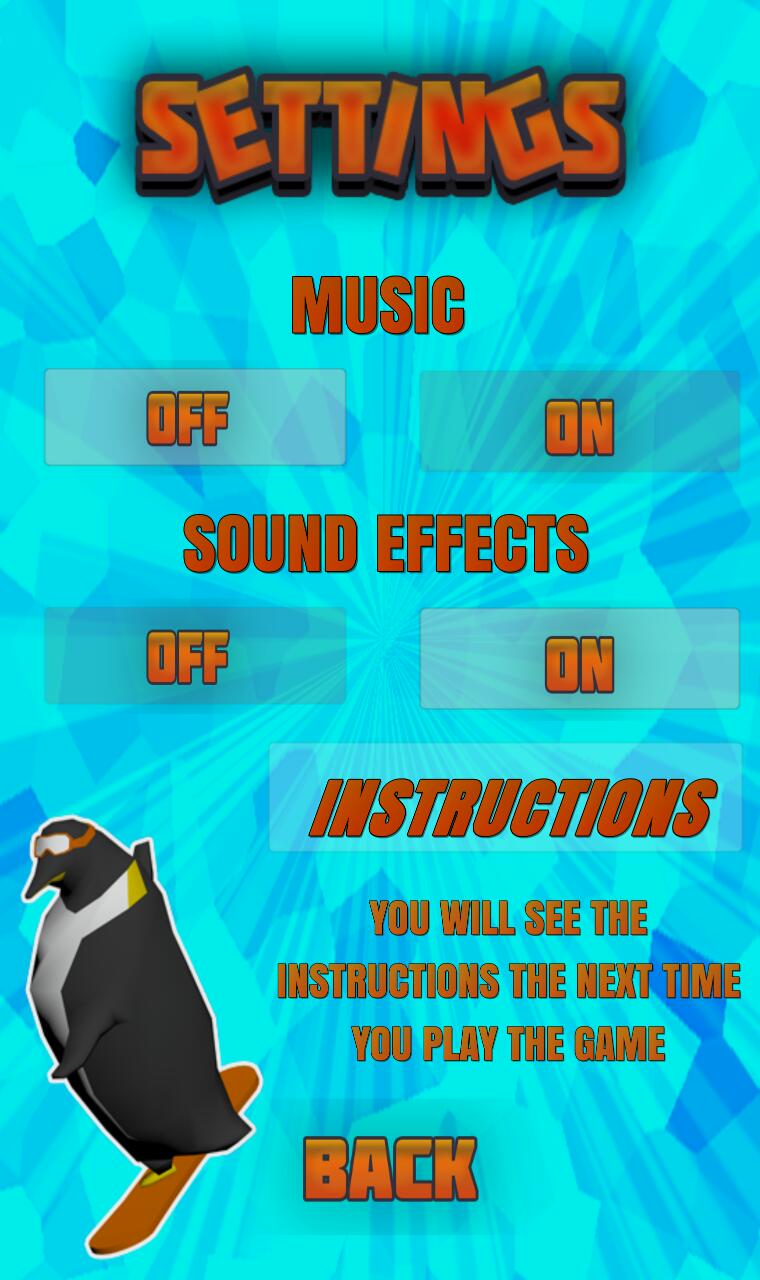 SETTINGS
MUSIC
OFF ON
SOUND EFFECTS
OFF ON
INSTRUCTIONS
YOU WILL SEE THE
INSTRUCTIONS THE NEXT TIME
YOU PLAY THE GAME
BACK